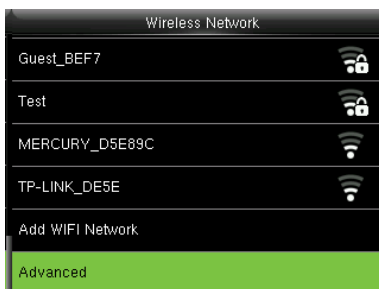 Wireless Network
Guest_BEF7
Test
MERCURY_D5E89C
TP-LINK_DE5E
Add WIFI Network
Advanced